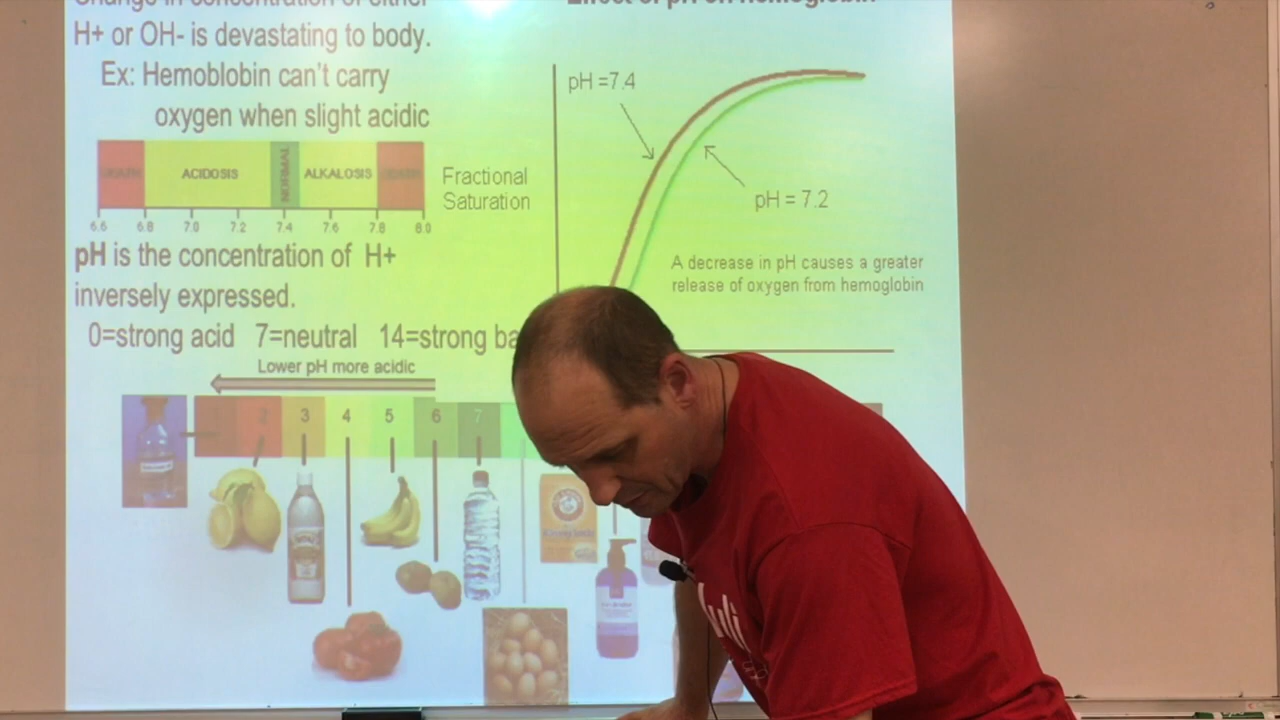 Change in concentration of either
H+ or OH- is devastating to body.
Ex: Hemoblobin can't carry
oxygen when slight acidic
DEATH ACIDOSIS NORMAL ALKALOSIS DEATH
6.6 6.8 7.0 7.2 7.4 7.6 7.8 8.0
pH is the concentration of H+
inversely expressed.
0=strong acid 7=neutral 14=strong ba
Lower pH more acidic
2 3 4 5 6 7
Effect of pH on hemoglobin
pH =7.4
Fractional
Saturation
pH = 7.2
A decrease in pH causes a greater
release of oxygen from hemoglobin